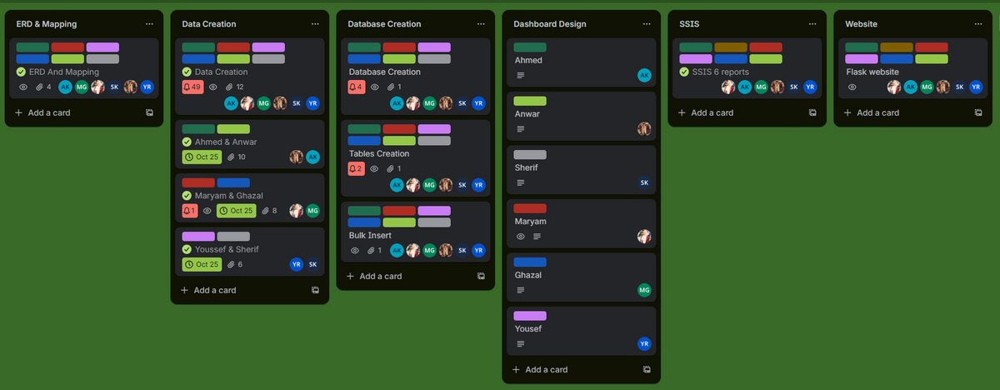 ERD & Mapping
ERD And Mapping
4 AK MG SK YR
+ Add a card
Data Creation
Data Creation
49 12
AK MG SK YR
Ahmed & Anwar
Oct 25 10 AK
Maryam & Ghazal
1 Oct 25 8 MG
Youssef & Sherif
Oct 25 6 YR SK
+ Add a card
Database Creation
Database Creation
4 1
AK MG SK YR
Tables Creation
2 1
AK MG SK YR
Bulk Insert
1 AK MG SK YR
+ Add a card
Dashboard Design
Ahmed
AK
Anwar
Sherif
SK
Maryam
Ghazal
MG
Yousef
YR
+ Add a card
SSIS
SSIS 6 reports
AK MG SK YR
+ Add a card
Website
Flask website
AK MG SK YR
+ Add a card